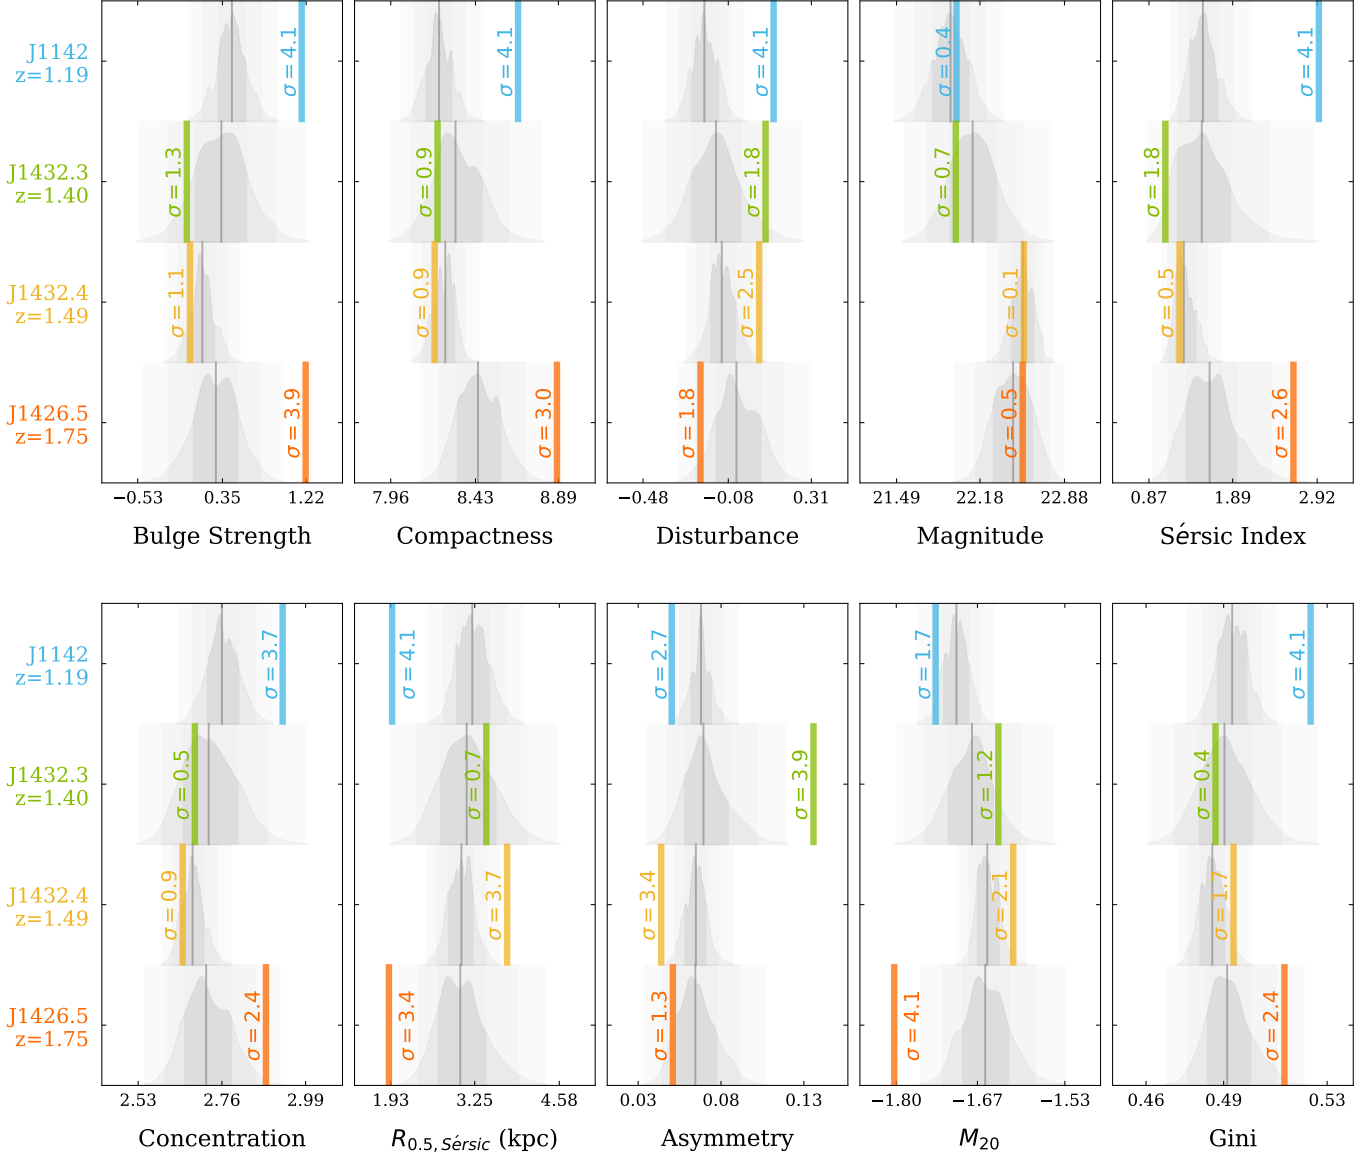 J1142
z=1.19
σ = 4.1
σ = 4.1
σ = 4.1
σ = 0.4
σ = 4.1
J1432.3
z=1.40
σ = 1.3
σ = 0.9
σ = 1.8
σ = 0.7
σ = 1.8
J1432.4
z=1.49
σ = 1.1
σ = 0.9
σ = 2.5
σ = 0.1
σ = 0.5
J1426.5
z=1.75
σ = 3.9
σ = 3.0
σ = 1.8
σ = 0.5
σ = 2.6
−0.53 0.35 1.22 7.96 8.43 8.89 −0.48 −0.08 0.31 21.49 22.18 22.88 0.87 1.89 2.92
Bulge Strength Compactness Disturbance Magnitude Sérsic Index
J1142
z=1.19
σ = 3.7
σ = 4.1
σ = 2.7
σ = 1.7
σ = 4.1
J1432.3
z=1.40
σ = 0.5
σ = 0.7
σ = 3.9
σ = 1.2
σ = 0.4
J1432.4
z=1.49
σ = 0.9
σ = 3.7
σ = 3.4
σ = 2.1
σ = 1.7
J1426.5
z=1.75
σ = 2.4
σ = 3.4
σ = 1.3
σ = 4.1
σ = 2.4
2.53 2.76 2.99 1.93 3.25 4.58 0.03 0.08 0.13 −1.80 −1.67 −1.53 0.46 0.49 0.53
Concentration R0.5, Sérsic (kpc) Asymmetry M20 Gini